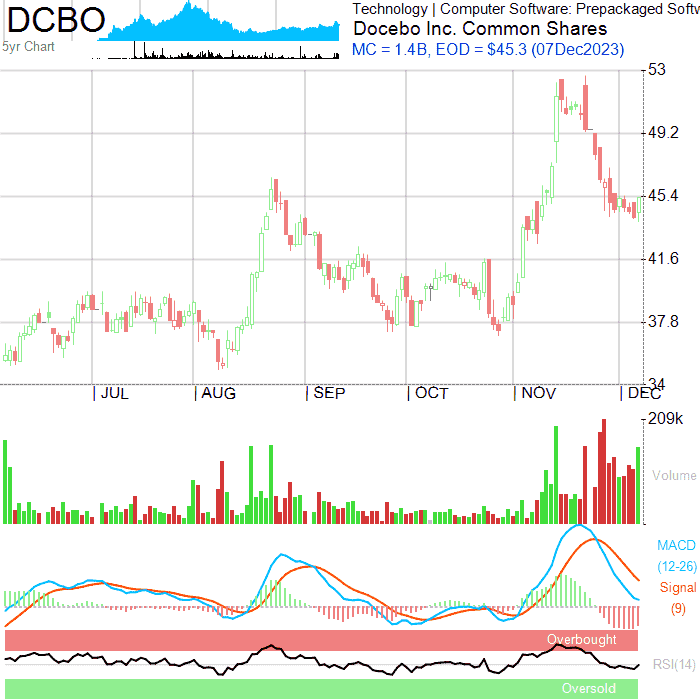 DCBO
5yr Chart
Technology | Computer Software: Prepackaged Softw
Docebo Inc. Common Shares
MC = 1.4B, EOD = $45.3 (07Dec2023)
53
49.2
45.4
41.6
37.8
34
JUL
AUG
SEP
OCT
NOV
DEC
209k
Volume
MACD
(12-26)
Signal
(9)
Overbought
RSI(14)
Oversold